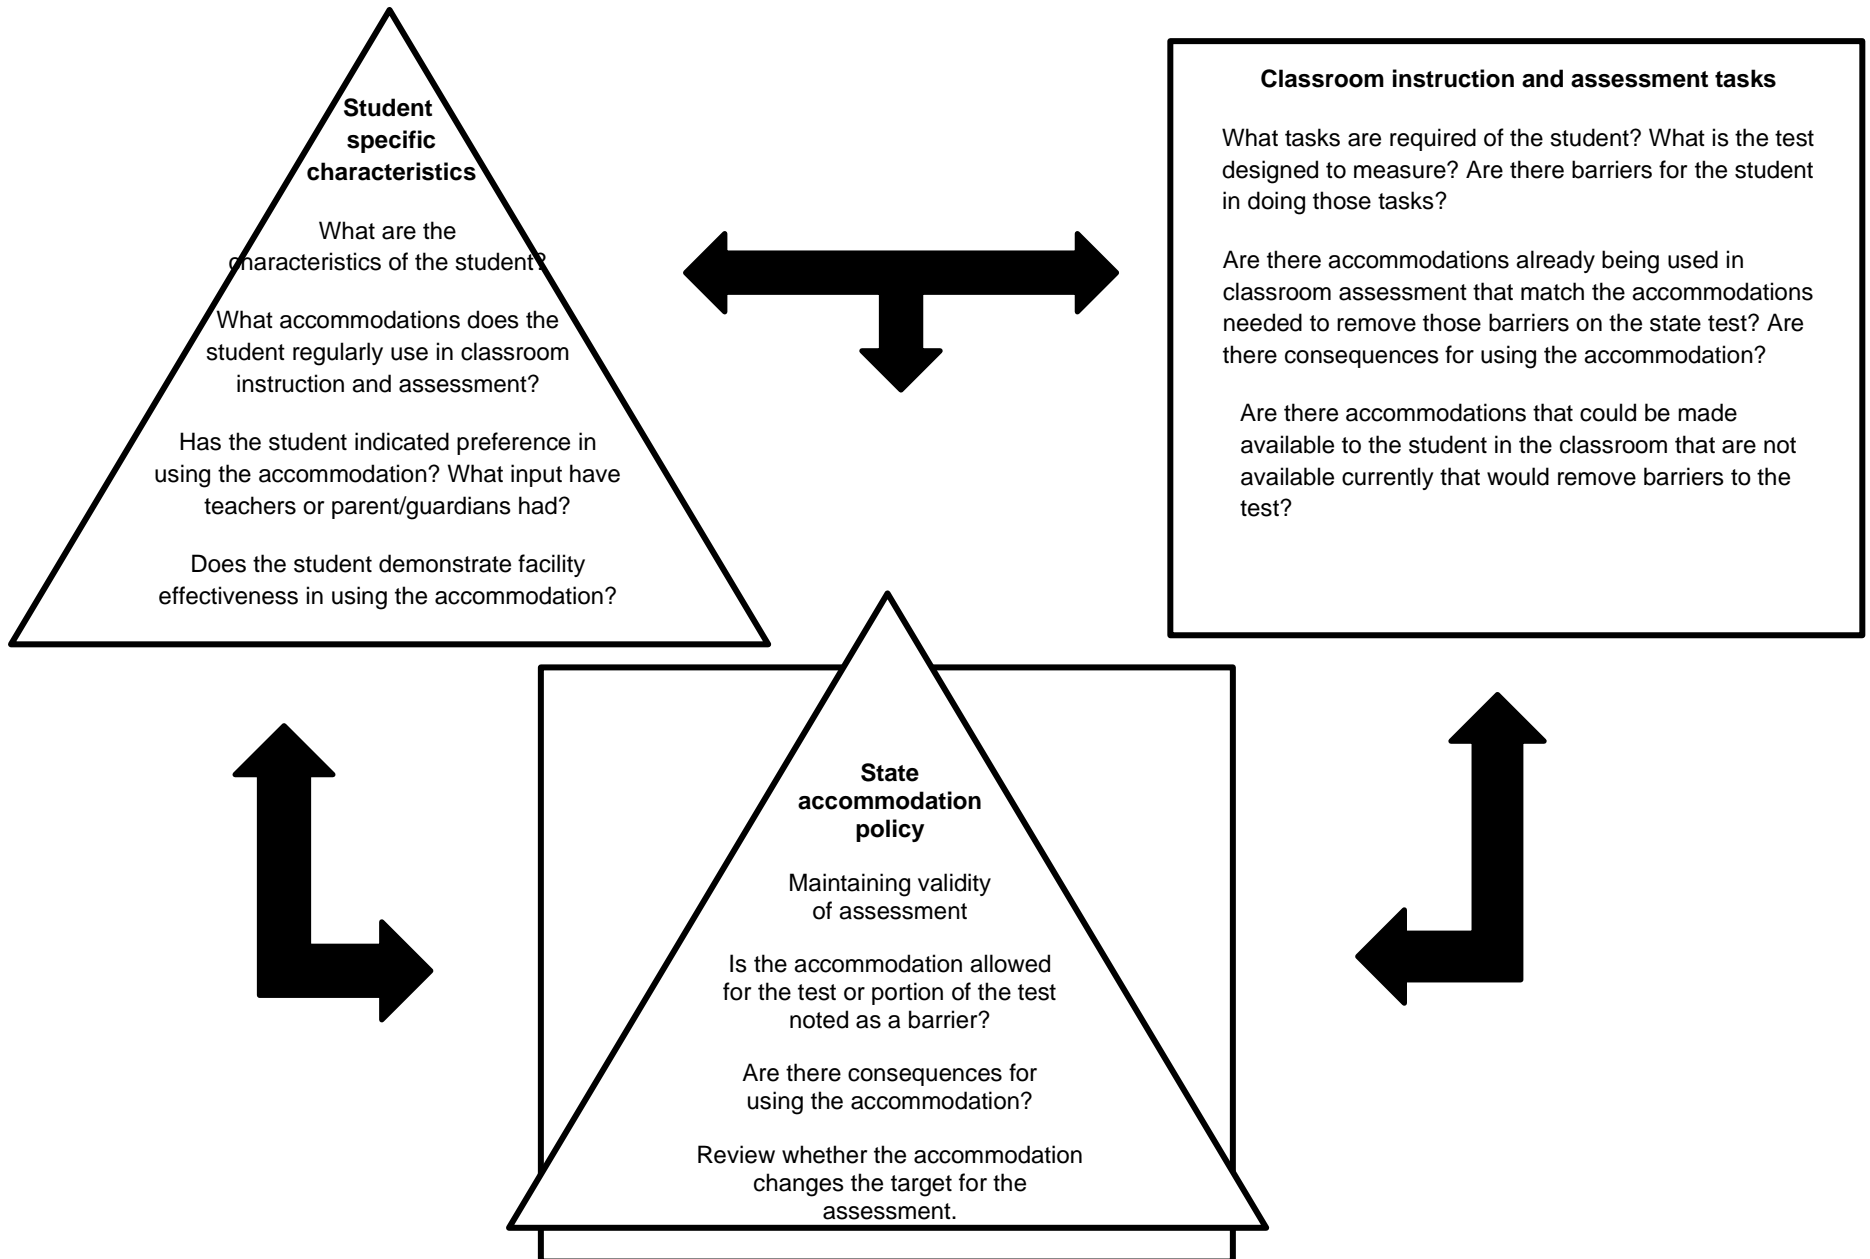 Student
specific
characteristics
What are the
characteristics of the student?
What accommodations does the
student regularly use in classroom
instruction and assessment?
Has the student indicated preference in
using the accommodation? What input have
teachers or parent/guardians had?
Does the student demonstrate facility
effectiveness in using the accommodation?
Classroom instruction and assessment tasks
What tasks are required of the student? What is the test
designed to measure? Are there barriers for the student
in doing those tasks?
Are there accommodations already being used in
classroom assessment that match the accommodations
needed to remove those barriers on the state test? Are
there consequences for using the accommodation?
Are there accommodations that could be made
available to the student in the classroom that are not
available currently that would remove barriers to the
test?
State
accommodation
policy
Maintaining validity
of assessment
Is the accommodation allowed
for the test or portion of the test
noted as a barrier?
Are there consequences for
using the accommodation?
Review whether the accommodation
changes the target for the
assessment.